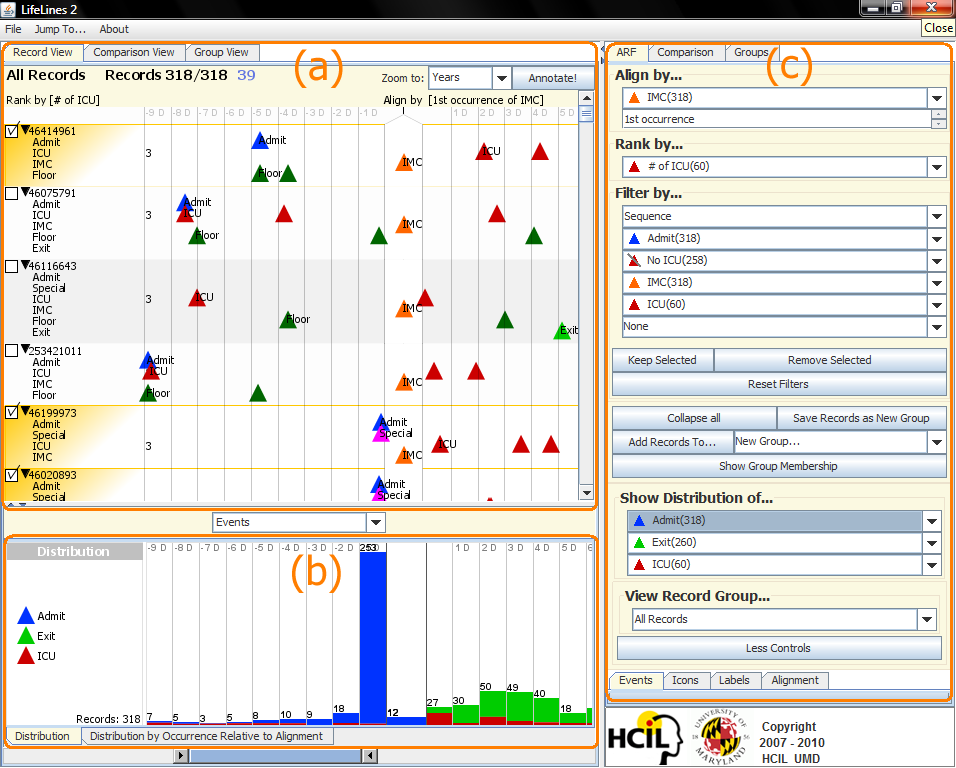 LifeLines 2
File Jump To... About
Close
Record View Comparison View Group View
(a)
All Records Records 318/318 39
Zoom to: Years Annotate!
Rank by [# of ICU] Align by [1st occurrence of IMC]
-9 D -8 D -7 D -6 D -5 D -4 D -3 D -2 D -1 D 1 D 2 D 3 D 4 D 5 D
46414961
Admit
ICU
IMC
Floor
3
Admit
Floor
IMC
ICU
46075791
Admit
ICU
IMC
Floor
Exit
3
Admit
ICU
Floor
IMC
46116643
Admit
Special
ICU
IMC
Floor
Exit
3
ICU
Floor
IMC
Exit
253421011
Admit
ICU
IMC
Floor
3
Admit
ICU
Floor
IMC
46199973
Admit
Special
ICU
IMC
3
Admit
Special
IMC
ICU
46020893
Admit
Special
Admit
Special
Events
(b)
Distribution
-9 D -8 D -7 D -6 D -5 D -4 D -3 D -2 D 1 D 2 D 3 D 4 D 5 D 6
253
Admit
Exit
ICU
Records: 318
7 5 3 5 8 10 9 18 12 27 30 50 49 40 18
Distribution Distribution by Occurrence Relative to Alignment
ARF Comparison Groups
(c)
Align by...
IMC(318)
1st occurrence
Rank by...
# of ICU(60)
Filter by...
Sequence
Admit(318)
No ICU(258)
IMC(318)
ICU(60)
None
Keep Selected Remove Selected
Reset Filters
Collapse all Save Records as New Group
Add Records To... New Group...
Show Group Membership
Show Distribution of...
Admit(318)
Exit(260)
ICU(60)
View Record Group...
All Records
Less Controls
Events Icons Labels Alignment
HCIL
UNIVERSITY OF
18 56
MARYLAND
Copyright
2007 - 2010
HCIL UMD